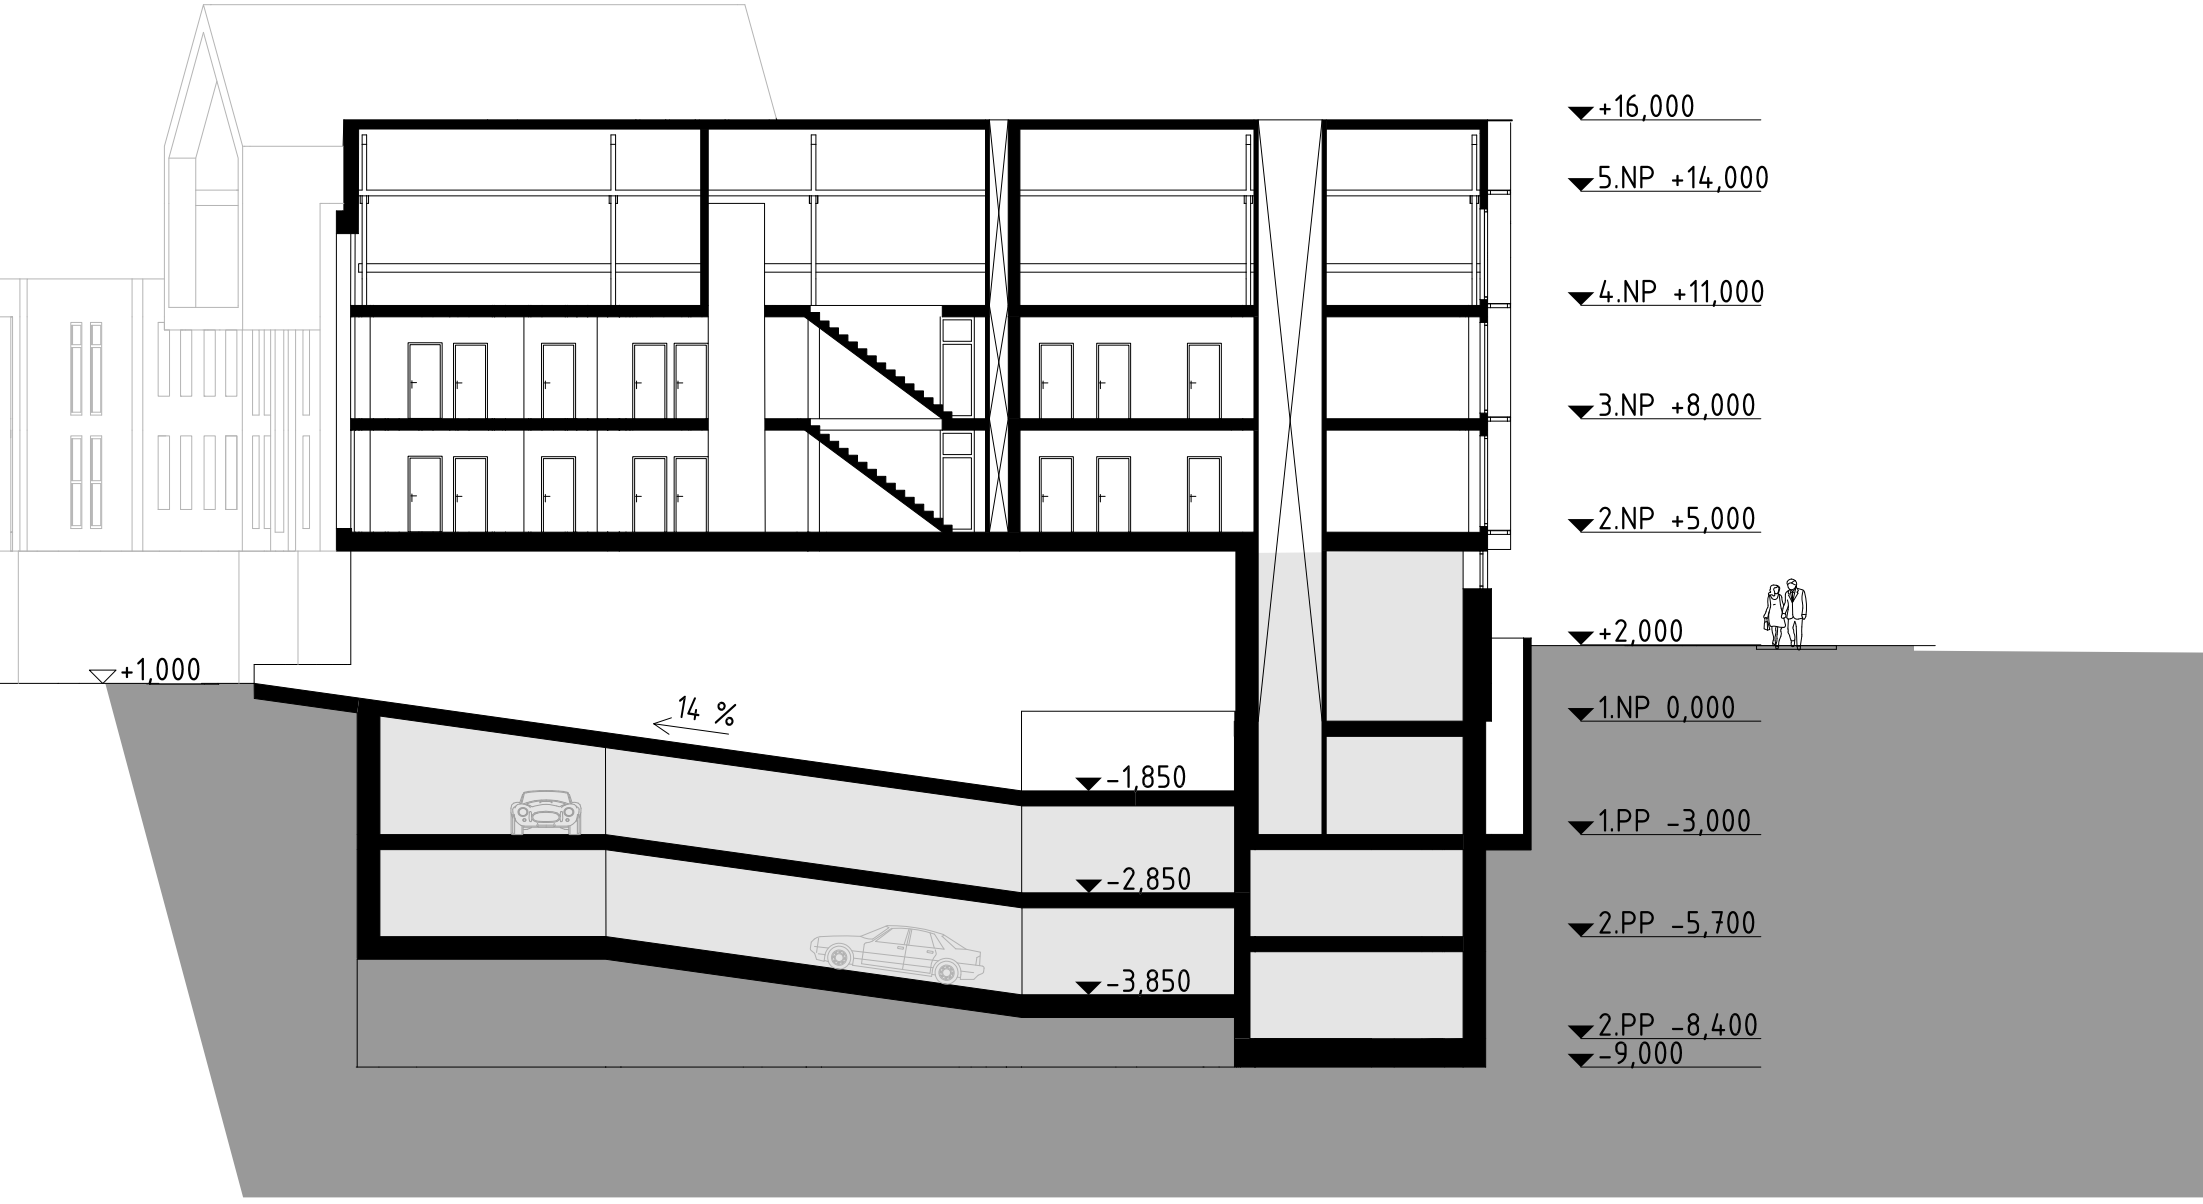 +16,000
5.NP +14,000
4.NP +11,000
3.NP +8,000
2.NP +5,000
+2,000
+1,000
14 %
1.NP 0,000
-1,850
1.PP -3,000
-2,850
2.PP -5,700
-3,850
2.PP -8,400
-9,000